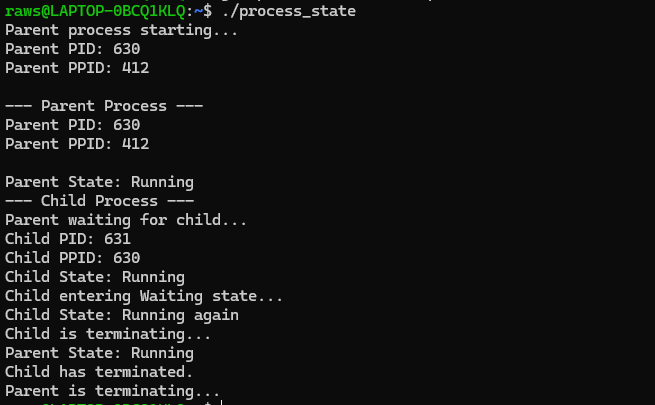 raws@LAPTOP-0BCQ1KLQ:~$ ./process_state
Parent process starting...
Parent PID: 630
Parent PPID: 412
--- Parent Process ---
Parent PID: 630
Parent PPID: 412
Parent State: Running
--- Child Process ---
Parent waiting for child...
Child PID: 631
Child PPID: 630
Child State: Running
Child entering Waiting state...
Child State: Running again
Child is terminating...
Parent State: Running
Child has terminated.
Parent is terminating...